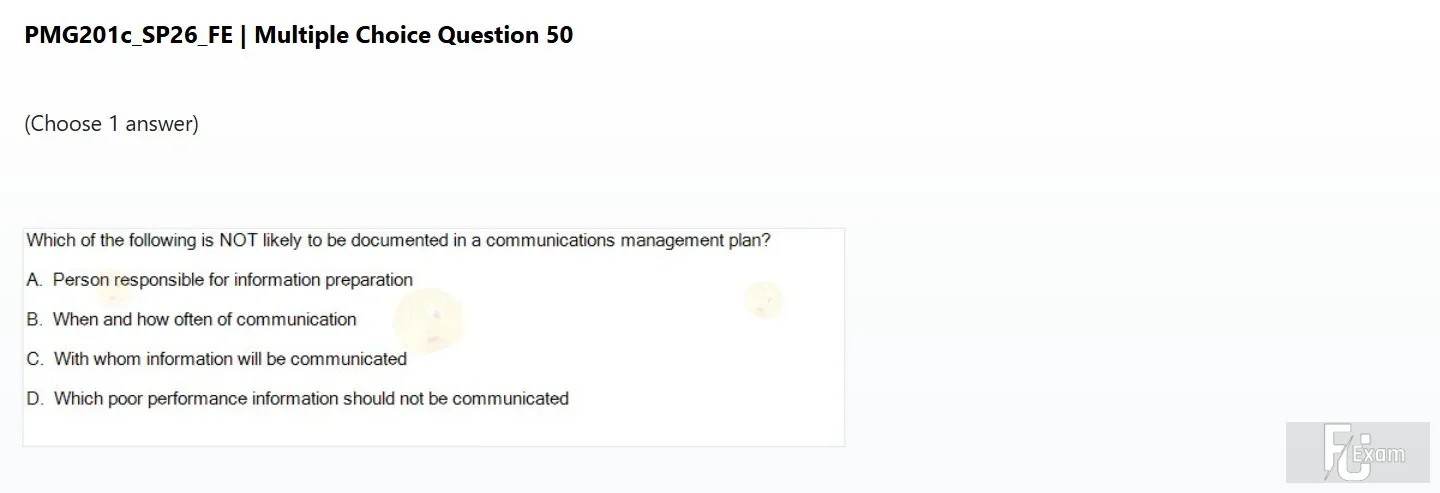 PMG201c_SP26_FE | Multiple Choice Question 50
(Choose 1 answer)
Which of the following is NOT likely to be documented in a communications management plan?
A. Person responsible for information preparation
B. When and how often of communication
C. With whom information will be communicated
D. Which poor performance information should not be communicated
FU Exam